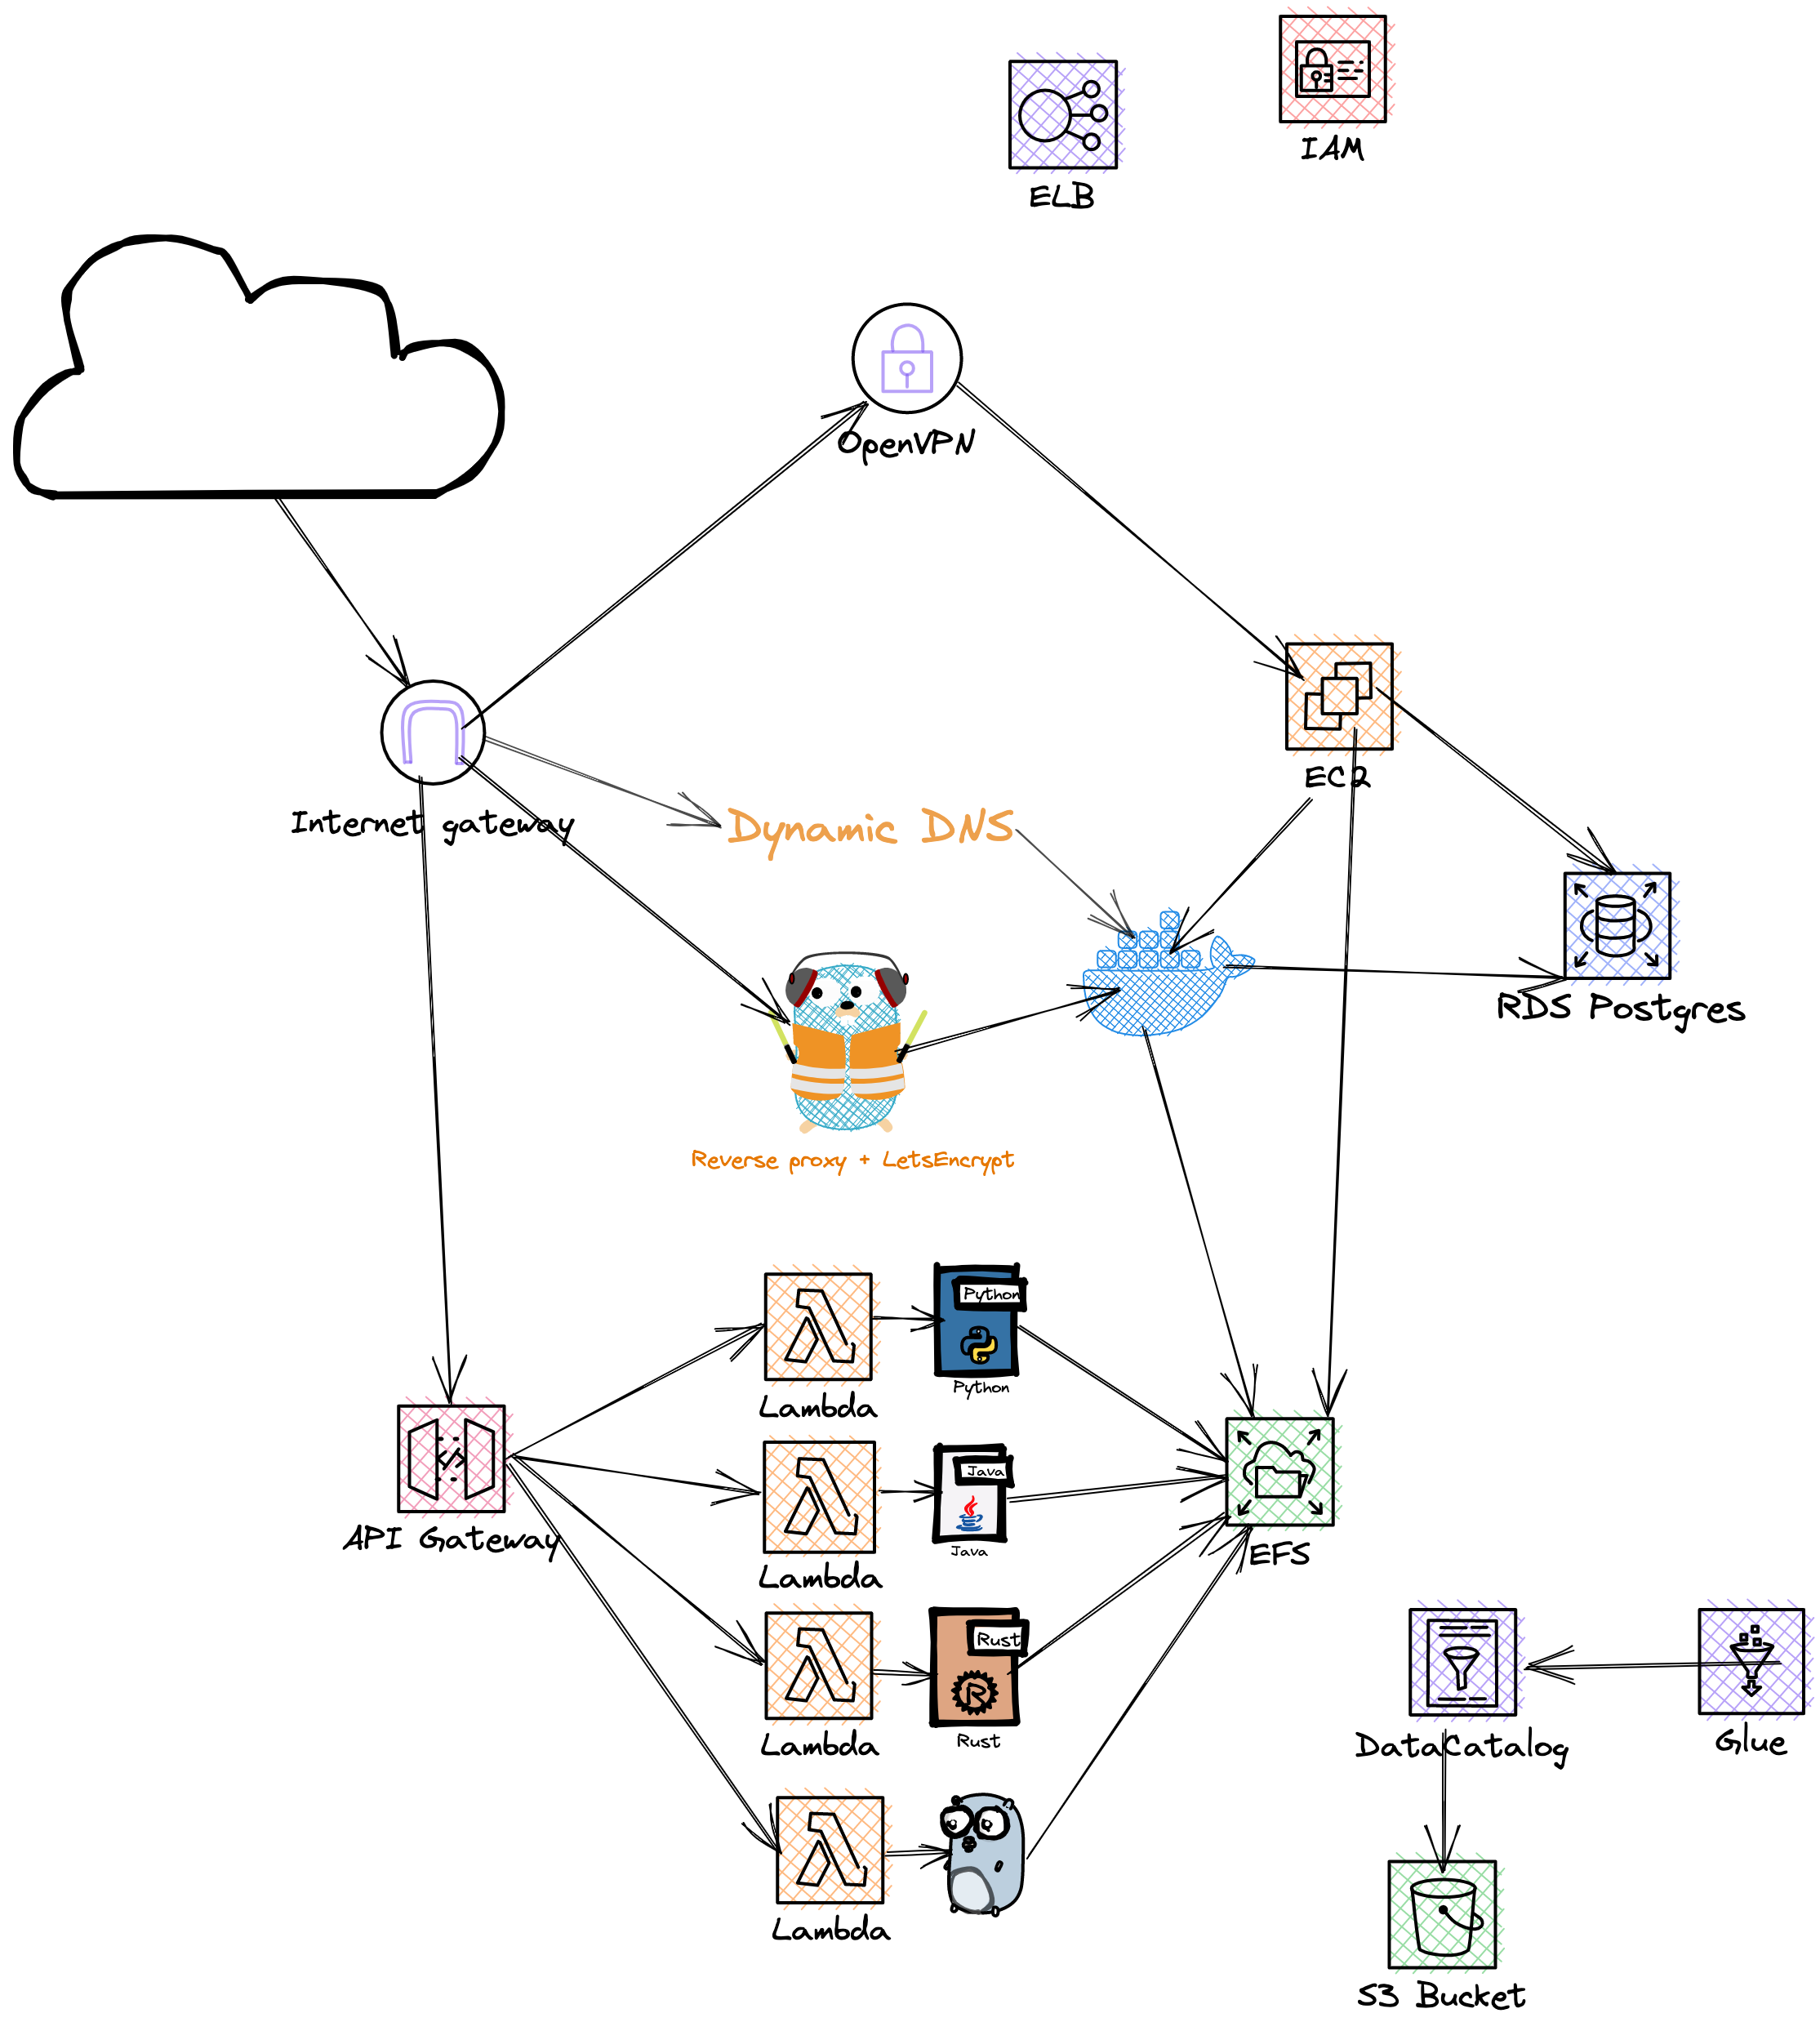 IAM
ELB
OpenVPN
EC2
Internet gateway
Dynamic DNS
RDS Postgres
Reverse proxy + LetsEncrypt
Python
Python
Lambda
Java
API Gateway
Java
EFS
Lambda
Rust
Rust
Lambda
R
DataCatalog
Glue
Lambda
S3 Bucket